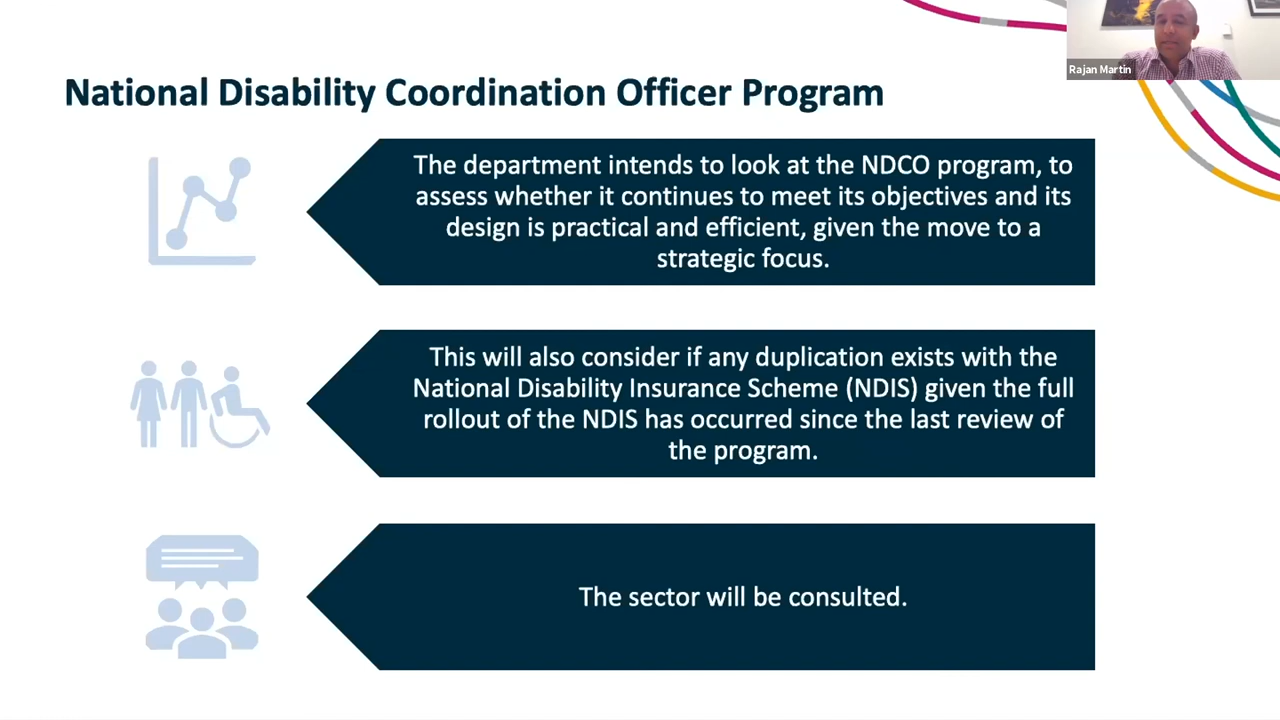 Rajan Martin
National Disability Coordination Officer Program
The department intends to look at the NDCO program, to
assess whether it continues to meet its objectives and its
design is practical and efficient, given the move to a
strategic focus.
This will also consider if any duplication exists with the
National Disability Insurance Scheme (NDIS) given the full
rollout of the NDIS has occurred since the last review of
the program.
The sector will be consulted.